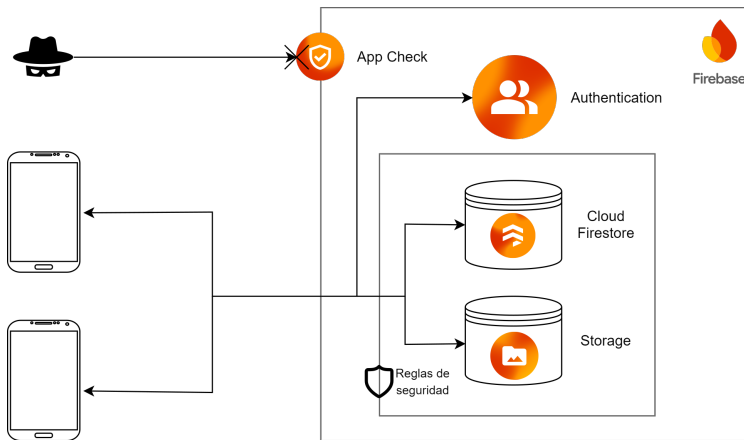 App Check
Firebase
Authentication
Cloud
Firestore
Storage
Reglas de
seguridad